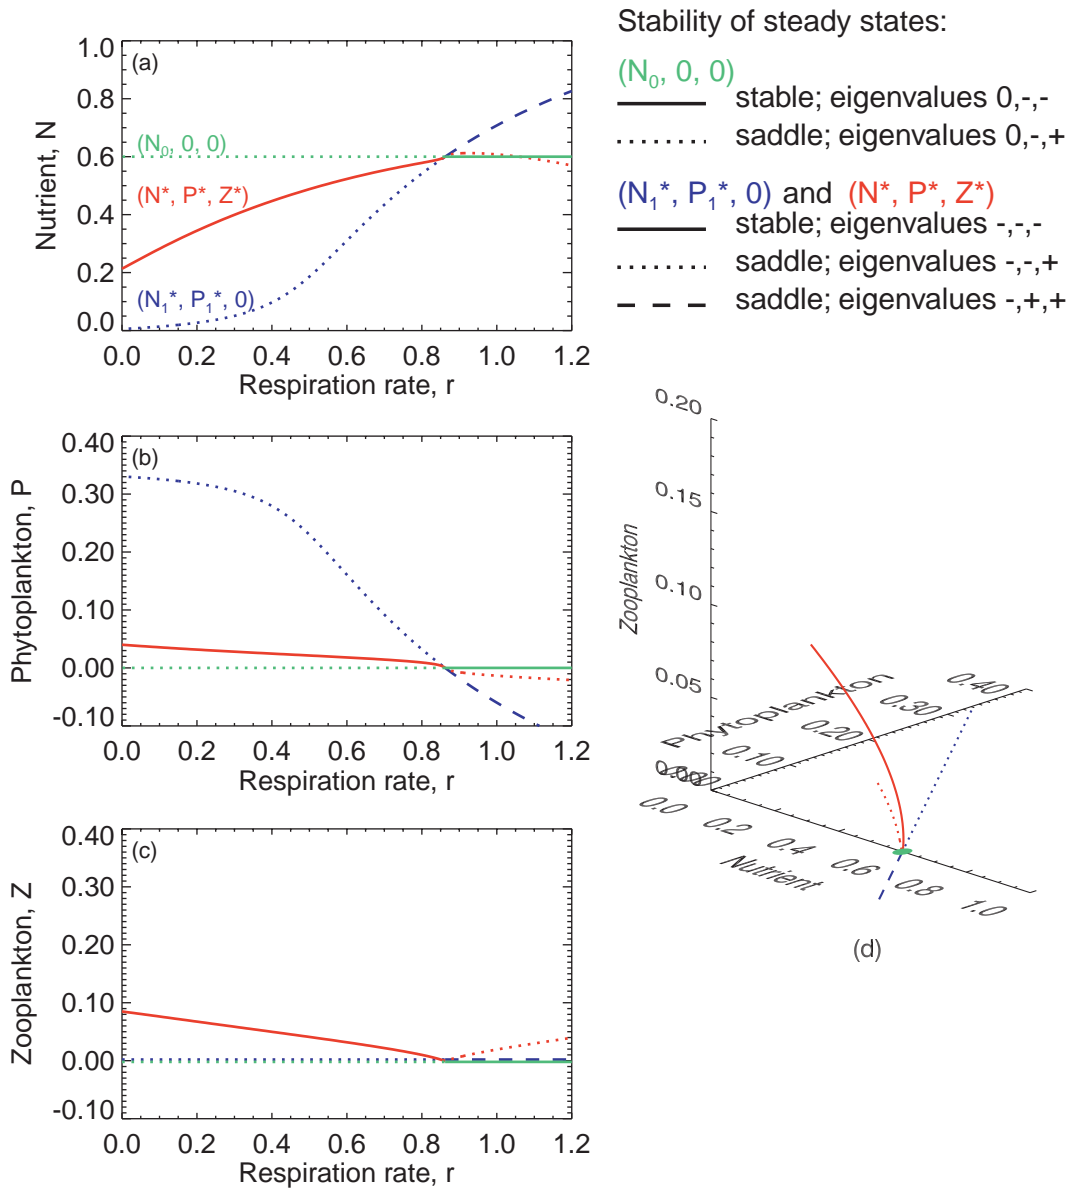 Stability of steady states:
(N₀, 0, 0)
stable; eigenvalues 0,-,-
saddle; eigenvalues 0,-,+
(N₁*, P₁*, 0) and (N*, P*, Z*)
stable; eigenvalues -,-,-
saddle; eigenvalues -,-,+
saddle; eigenvalues -,+,+
(a)
Nutrient, N
1.0
0.8
0.6
0.4
0.2
0.0
(N₀, 0, 0)
(N*, P*, Z*)
(N₁*, P₁*, 0)
0.0 0.2 0.4 0.6 0.8 1.0 1.2
Respiration rate, r
(b)
Phytoplankton, P
0.40
0.30
0.20
0.10
0.00
-0.10
0.0 0.2 0.4 0.6 0.8 1.0 1.2
Respiration rate, r
(c)
Zooplankton, Z
0.40
0.30
0.20
0.10
0.00
-0.10
0.0 0.2 0.4 0.6 0.8 1.0 1.2
Respiration rate, r
Zooplankton
0.20
0.15
0.10
0.05
Phytoplankton
0.10
0.20
0.30
0.40
0.0 0.2 0.4 0.6 0.8 1.0
Nutrient
(d)